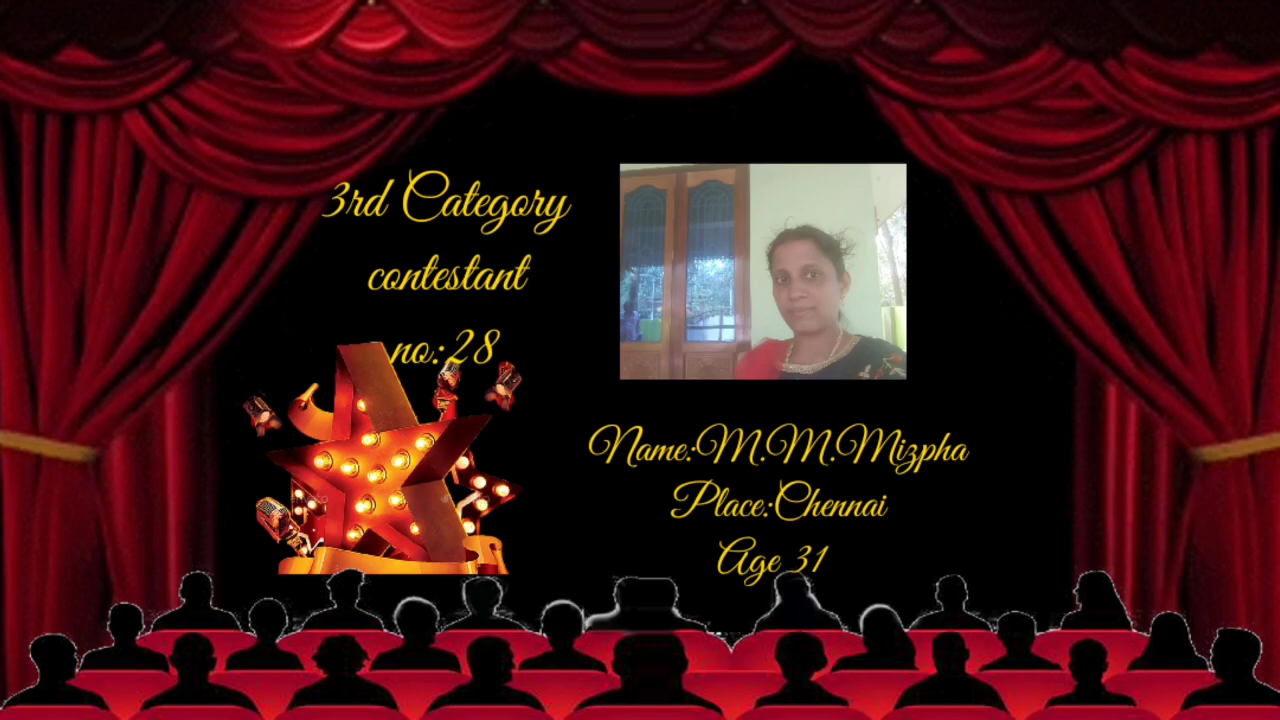 3rd Category
contestant
no:28
Name:M.M.Mizpha
Place:Chennai
Age 31